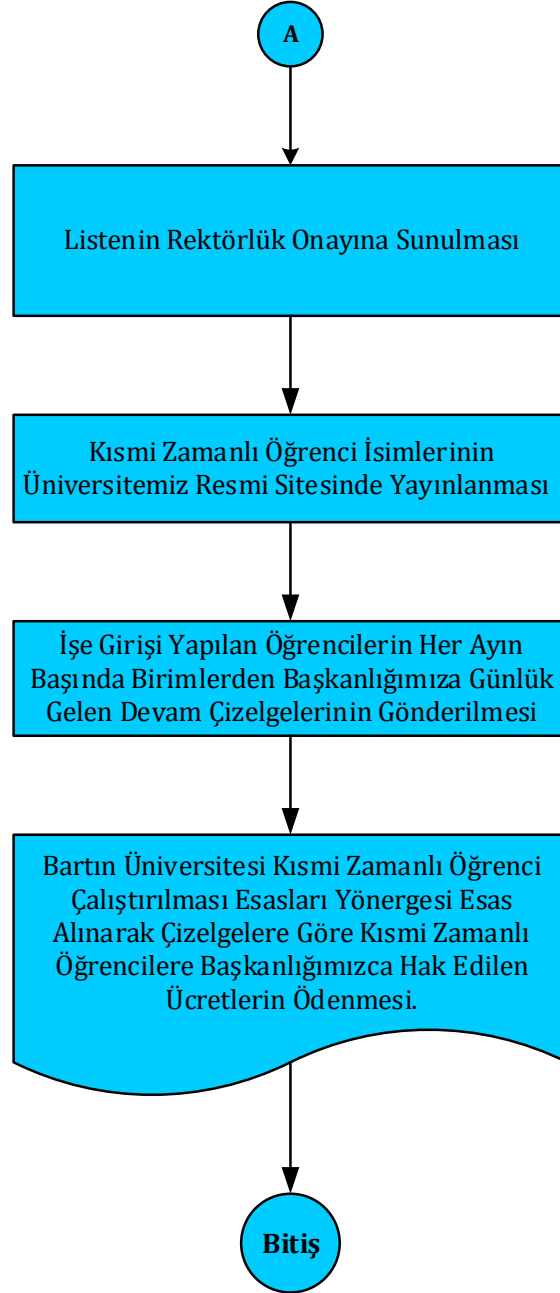 A
Listenin Rektörlük Onayına Sunulması
Kısmi Zamanlı Öğrenci İsimlerinin
Üniversitemiz Resmi Sitesinde Yayınlanması
İşe Girişi Yapılan Öğrencilerin Her Ayın
Başında Birimlerden Başkanlığımıza Günlük
Gelen Devam Çizelgelerinin Gönderilmesi
Bartın Üniversitesi Kısmi Zamanlı Öğrenci
Çalıştırılması Esasları Yönergesi Esas
Alınarak Çizelgelere Göre Kısmi Zamanlı
Öğrencilere Başkanlığımızca Hak Edilen
Ücretlerin Ödenmesi.
Bitiş